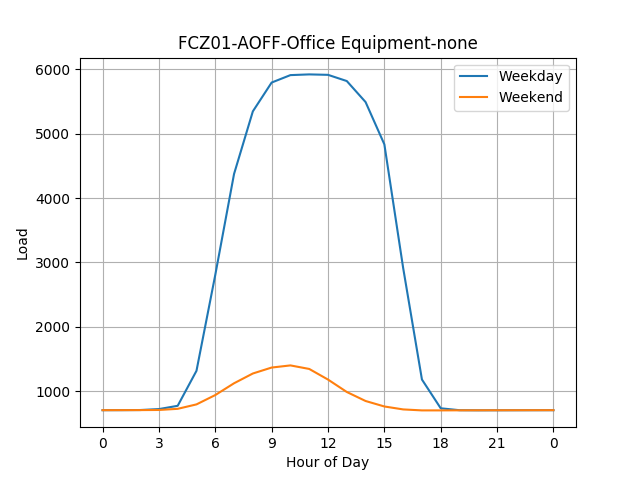 FCZ01-AOFF-Office Equipment-none
Weekday
Weekend
Load
6000
5000
4000
3000
2000
1000
0 3 6 9 12 15 18 21 0
Hour of Day